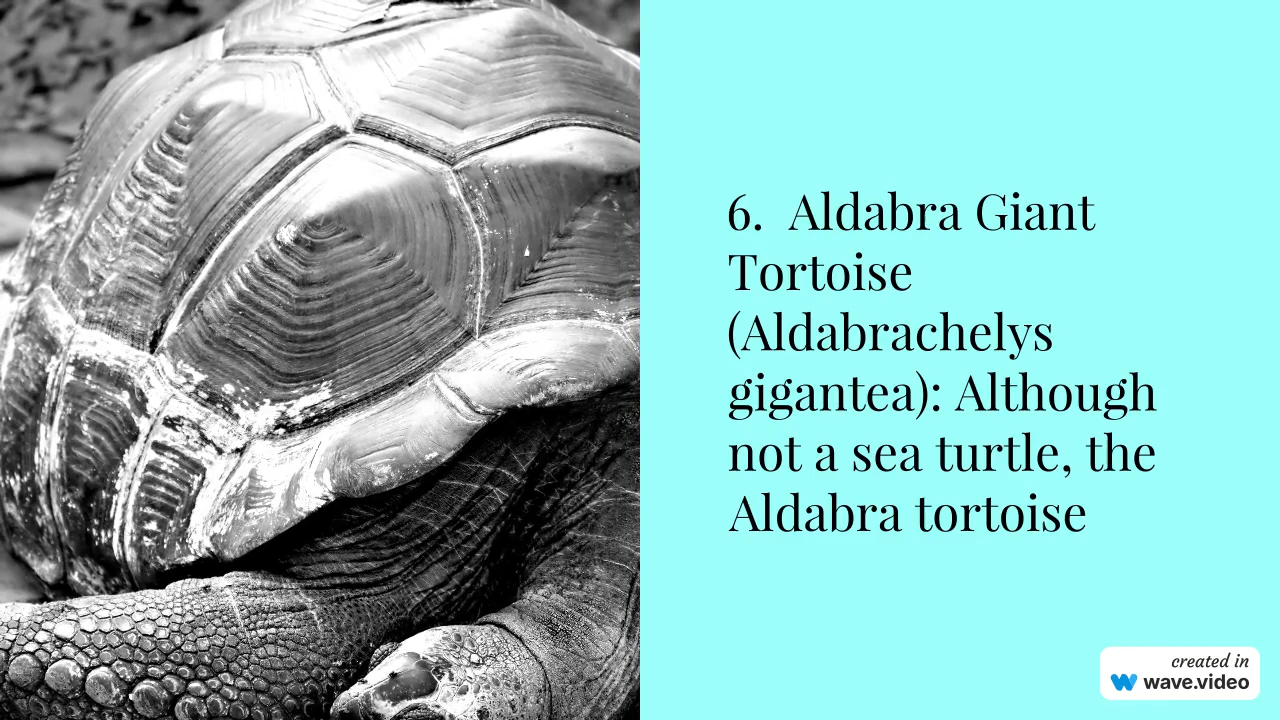 6.  Aldabra Giant
Tortoise
(Aldabrachelys
gigantea): Although
not a sea turtle, the
Aldabra tortoise
created in
wave.video